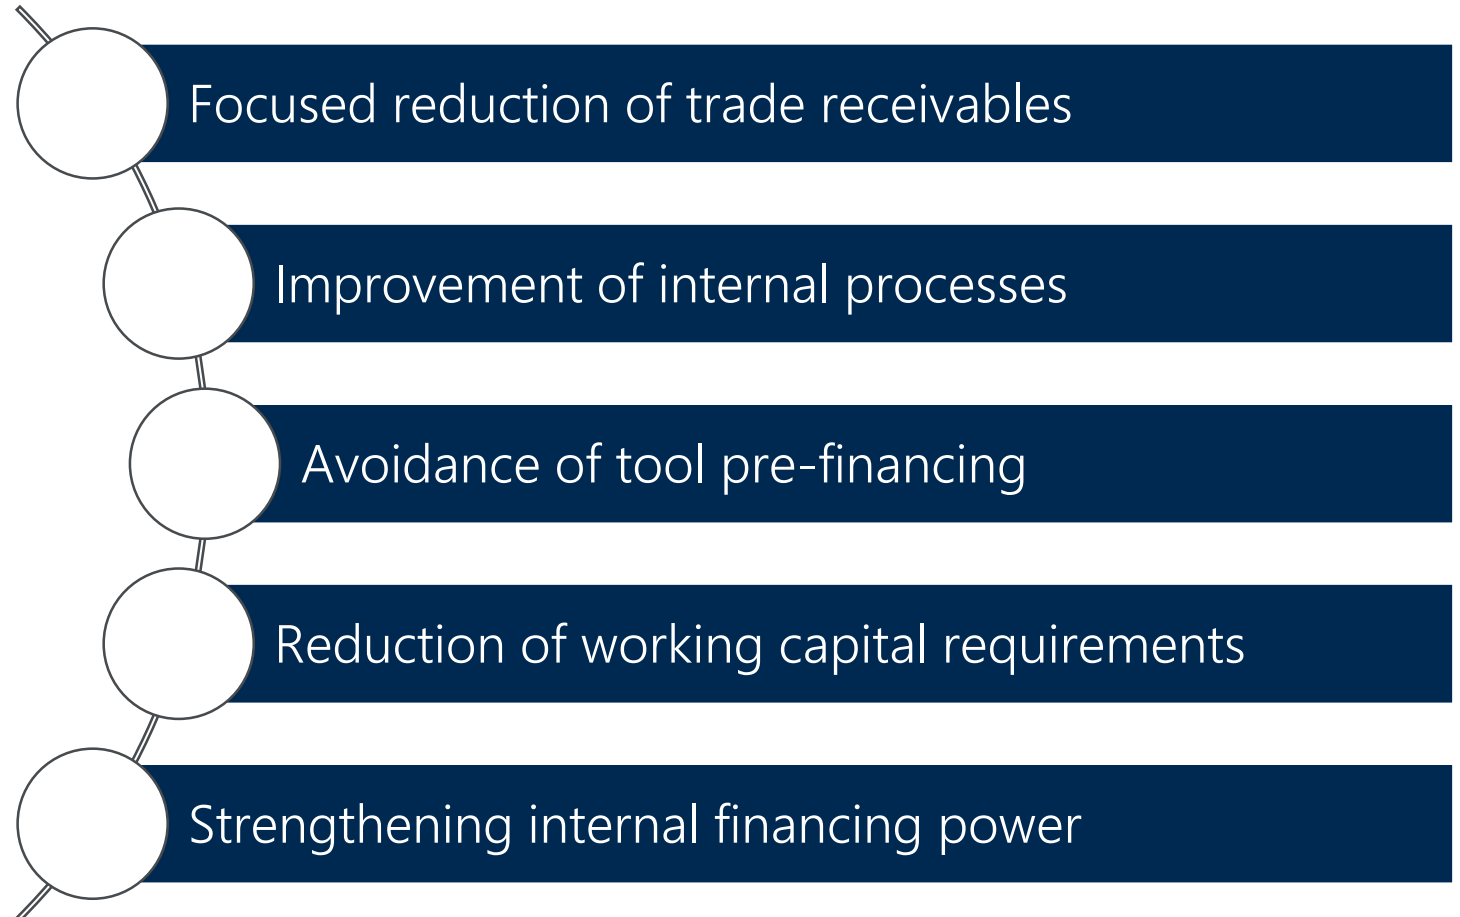 Focused reduction of trade receivables
Improvement of internal processes
Avoidance of tool pre-financing
Reduction of working capital requirements
Strengthening internal financing power